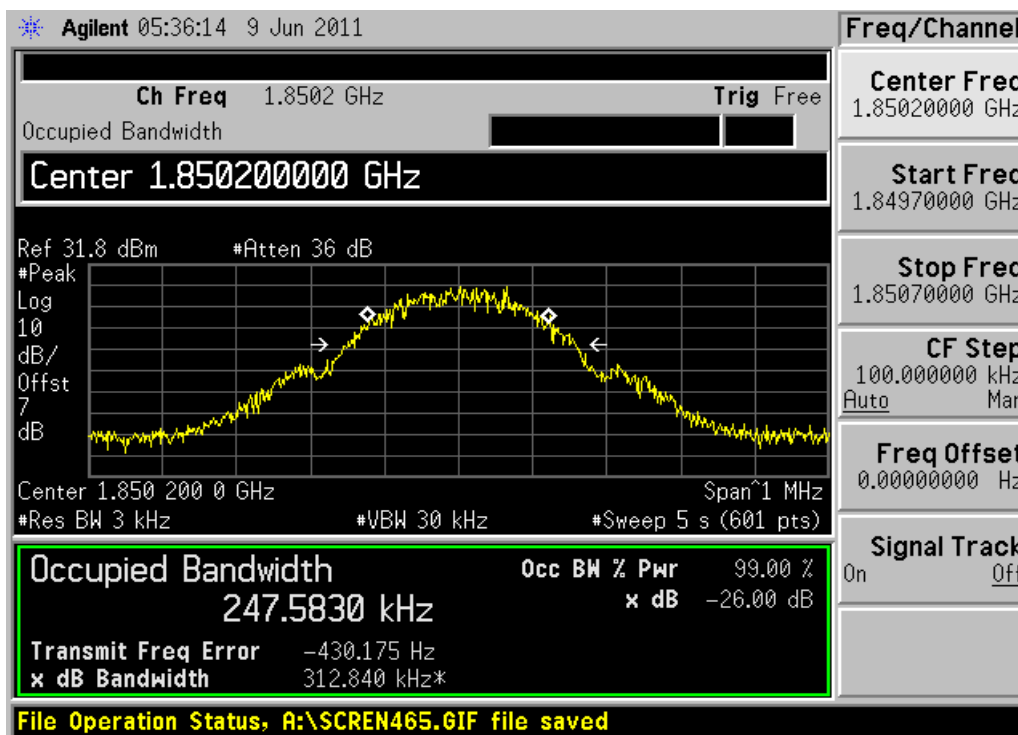 Agilent 05:36:14 9 Jun 2011
Ch Freq 1.8502 GHz Trig Free
Occupied Bandwidth
Center 1.850200000 GHz
Ref 31.8 dBm #Atten 36 dB
#Peak
Log
10
dB/
Offst
7
dB
Center 1.850 200 0 GHz Span^1 MHz
#Res BW 3 kHz #VBW 30 kHz #Sweep 5 s (601 pts)
Occupied Bandwidth
247.5830 kHz
Occ BW % Pwr 99.00 %
x dB -26.00 dB
Transmit Freq Error -430.175 Hz
x dB Bandwidth 312.840 kHz*
File Operation Status, A:\SCREN465.GIF file saved
Freq/Channel
Center Freq
1.85020000 GHz
Start Freq
1.84970000 GHz
Stop Freq
1.85070000 GHz
CF Step
100.000000 kHz
Auto Man
Freq Offset
0.00000000 Hz
Signal Track
On Off